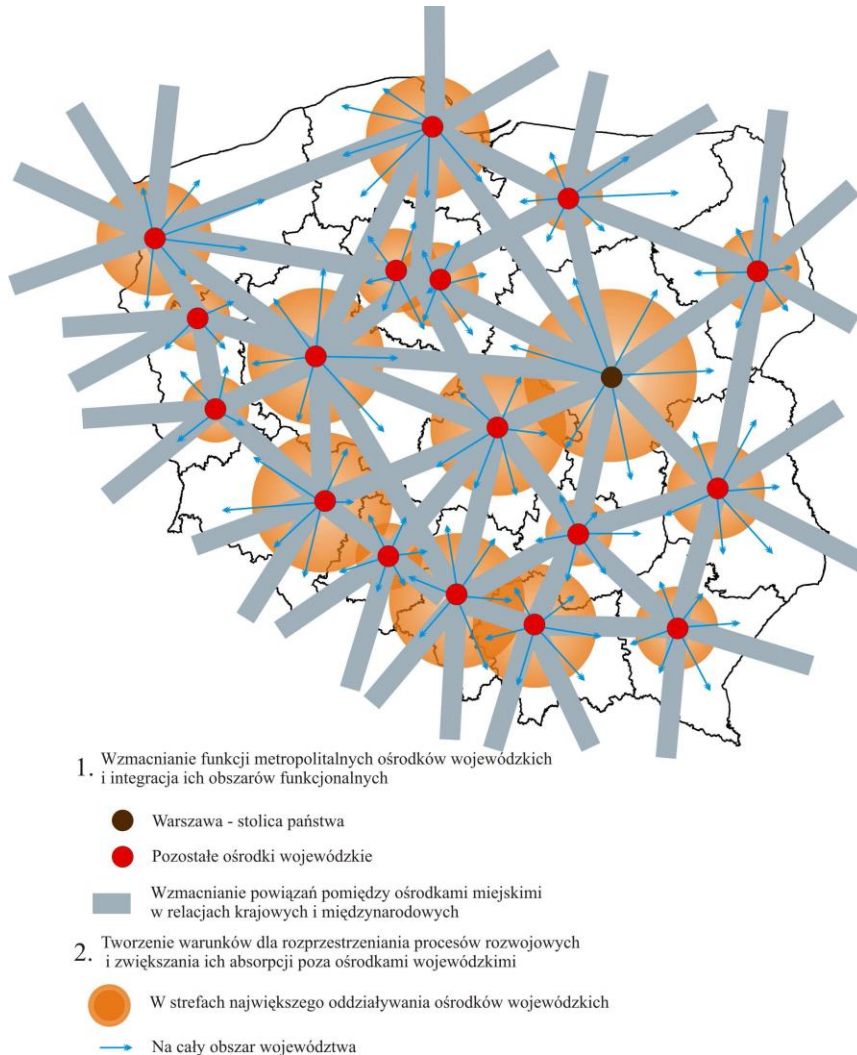 1. Wzmacnianie funkcji metropolitalnych ośrodków wojewódzkich
i integracja ich obszarów funkcjonalnych
Warszawa - stolica państwa
Pozostałe ośrodki wojewódzkie
Wzmacnianie powiązań pomiędzy ośrodkami miejskimi
w relacjach krajowych i międzynarodowych
2. Tworzenie warunków dla rozprzestrzeniania procesów rozwojowych
i zwiększania ich absorpcji poza ośrodkami wojewódzkimi
W strefach największego oddziaływania ośrodków wojewódzkich
Na cały obszar województwa